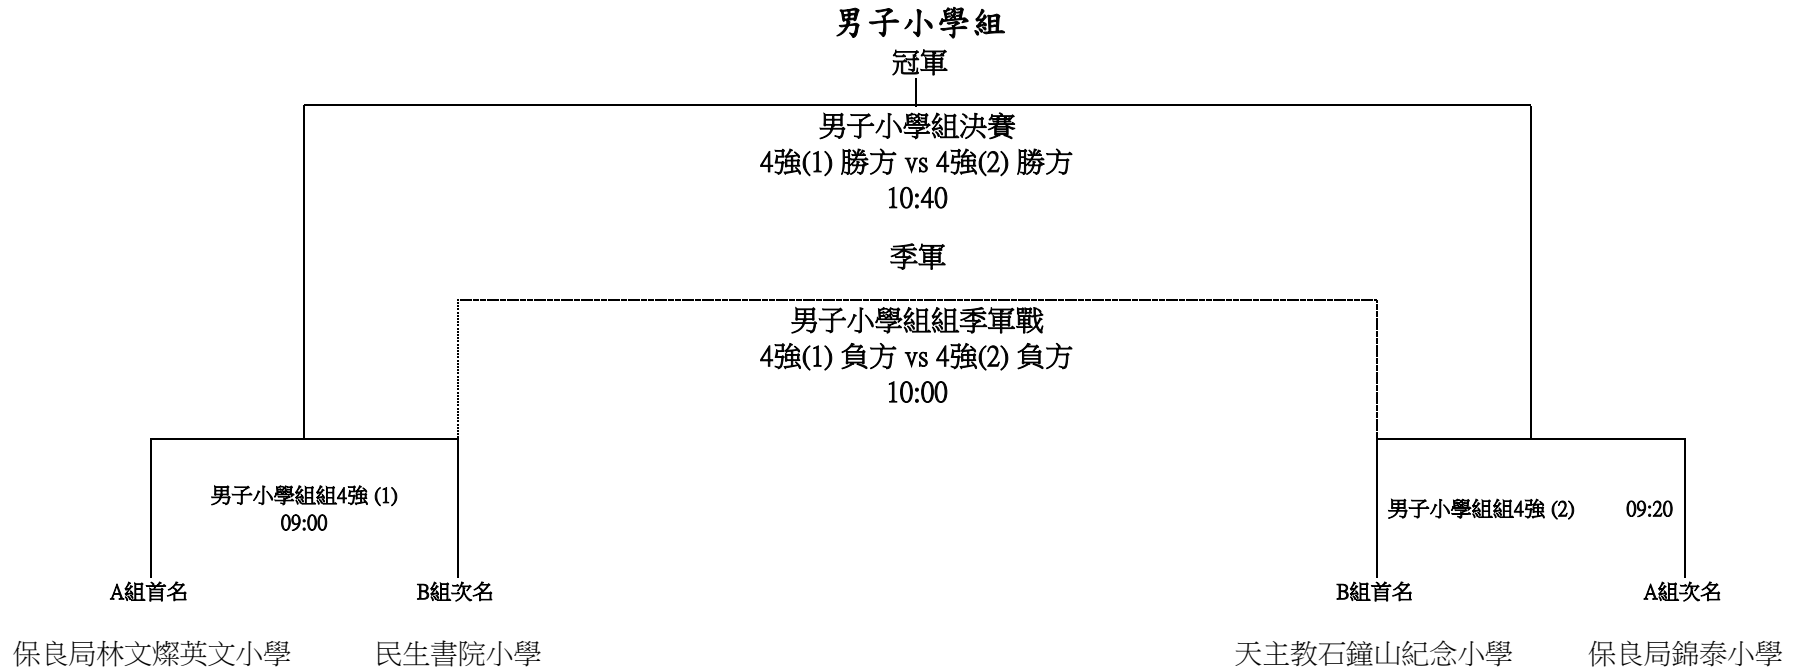 男子小學組
冠軍
男子小學組決賽
4強(1) 勝方 vs 4強(2) 勝方
10:40
季軍
男子小學組組季軍戰
4強(1) 負方 vs 4強(2) 負方
10:00
男子小學組組4強 (1)
09:00
男子小學組組4強 (2) 09:20
A組首名 B組次名 B組首名 A組次名
保良局林文燦英文小學 民生書院小學 天主教石鐘山紀念小學 保良局錦泰小學